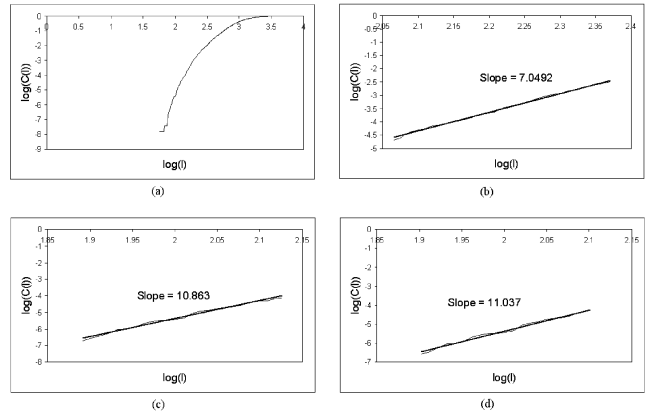 0 0.5 1 1.5 2 2.5 3 3.5 4
0
-1
-2
-3
-4
-5
-6
-7
-8
-9
log(C(l))
log(l)
(a)
2.05 2.1 2.15 2.2 2.25 2.3 2.35 2.4
0
-0.5
-1
-1.5
-2
-2.5
-3
-3.5
-4
-4.5
-5
log(C(l))
Slope = 7.0492
log(l)
(b)
1.85 1.9 1.95 2 2.05 2.1 2.15
0
-1
-2
-3
-4
-5
-6
-7
-8
log(C(l))
Slope = 10.863
log(l)
(c)
1.85 1.9 1.95 2 2.05 2.1 2.15
0
-1
-2
-3
-4
-5
-6
-7
log(C(l))
Slope = 11.037
log(l)
(d)